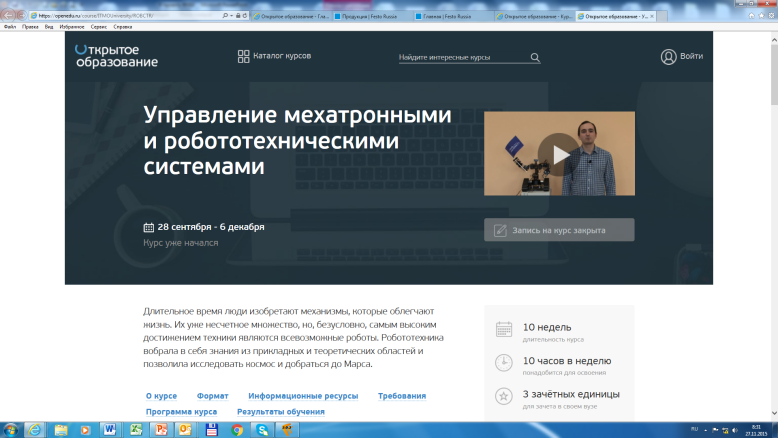 https://openedu.ru/course/ITMOUniversity/ROBCTR/
Открытое образование - Гла...
Продукция | Festo Russia
Главная | Festo Russia
Открытое образование - Кур...
Открытое образование - У...
Файл Правка Вид Избранное Сервис Справка
Открытое
образование
Каталог курсов
Найдите интересные курсы
Войти
Управление мехатронными
и робототехническими
системами
28 сентября - 6 декабря
Курс уже начался
Запись на курс закрыта
Длительное время люди изобретают механизмы, которые облегчают
жизнь. Их уже несчетное множество, но, безусловно, самым высоким
достижением техники являются всевозможные роботы. Робототехника
вобрала в себя знания из прикладных и теоретических областей и
позволила исследовать космос и добраться до Марса.
О курсе Формат Информационные ресурсы Требования
Программа курса Результаты обучения
10 недель
длительность курса
10 часов в неделю
понадобится для освоения
3 зачётных единицы
для зачета в своем вузе
RU
8:31
27.11.2015